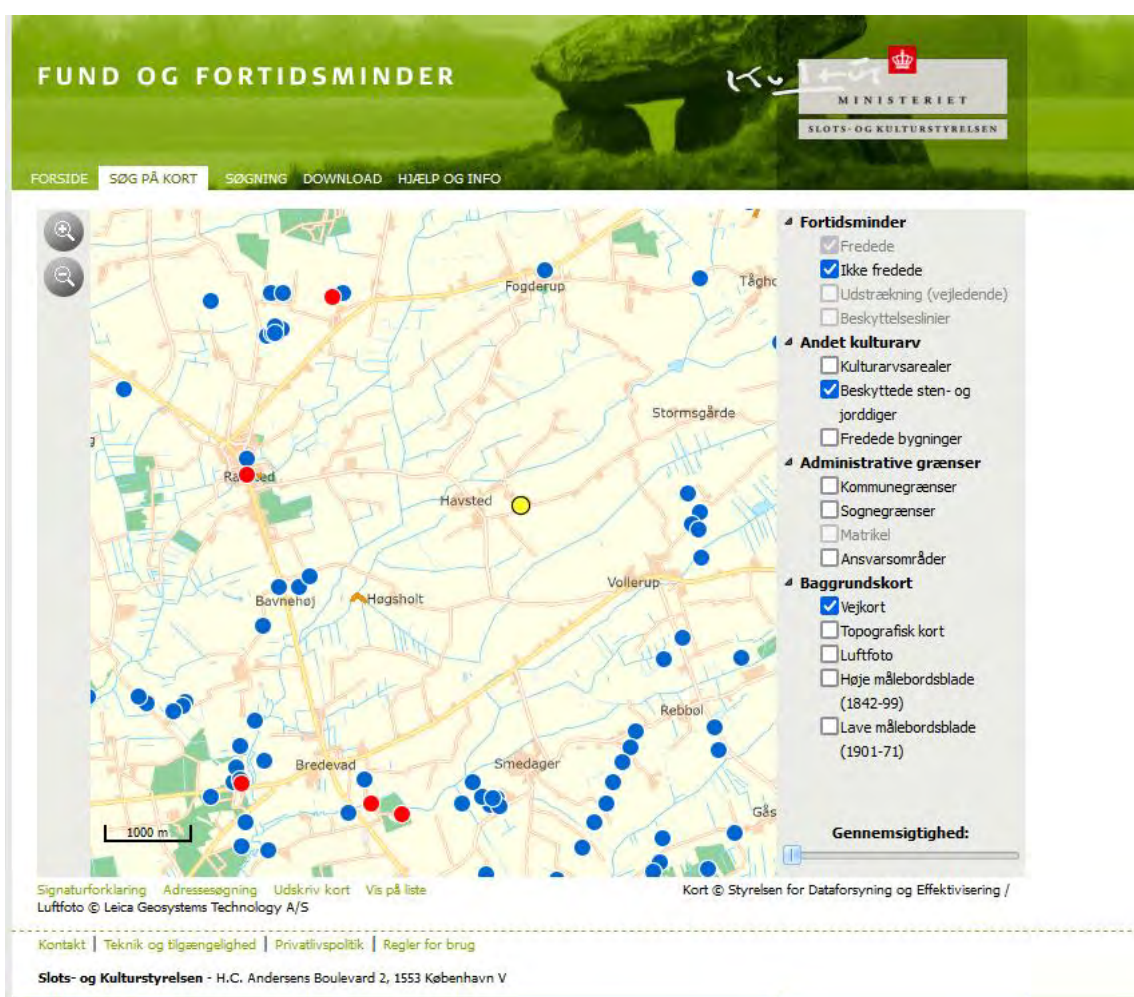 FUND OG FORTIDSMINDER
Kultur
MINISTERIET
SLOTS- OG KULTURSTYRELSEN
FORSIDE SØG PÅ KORT SØGNING DOWNLOAD HJÆLP OG INFO
Fogderup
Stormsgårde
Havsted
Vollerup
Bavnehøj
Høgsholt
Rebbøl
Bredevad
Smedager
1000 m
Fortidsminder
Fredede
Ikke fredede
Udstrækning (vejledende)
Beskyttelseslinier
Andet kulturarv
Kulturarvsarealer
Beskyttede sten- og
jorddiger
Fredede bygninger
Administrative grænser
Kommunegrænser
Sognegrænser
Matrikel
Ansvarsområder
Baggrundskort
Vejkort
Topografisk kort
Luftfoto
Høje målebordsblade
(1842-99)
Lave målebordsblade
(1901-71)
Gennemsigtighed:
Signaturforklaring Adressesøgning Udskriv kort Vis på liste
Kort © Styrelsen for Dataforsyning og Effektivisering /
Luftfoto © Leica Geosystems Technology A/S
Kontakt | Teknik og tilgængelighed | Privatlivspolitik | Regler for brug
Slots- og Kulturstyrelsen - H.C. Andersens Boulevard 2, 1553 København V